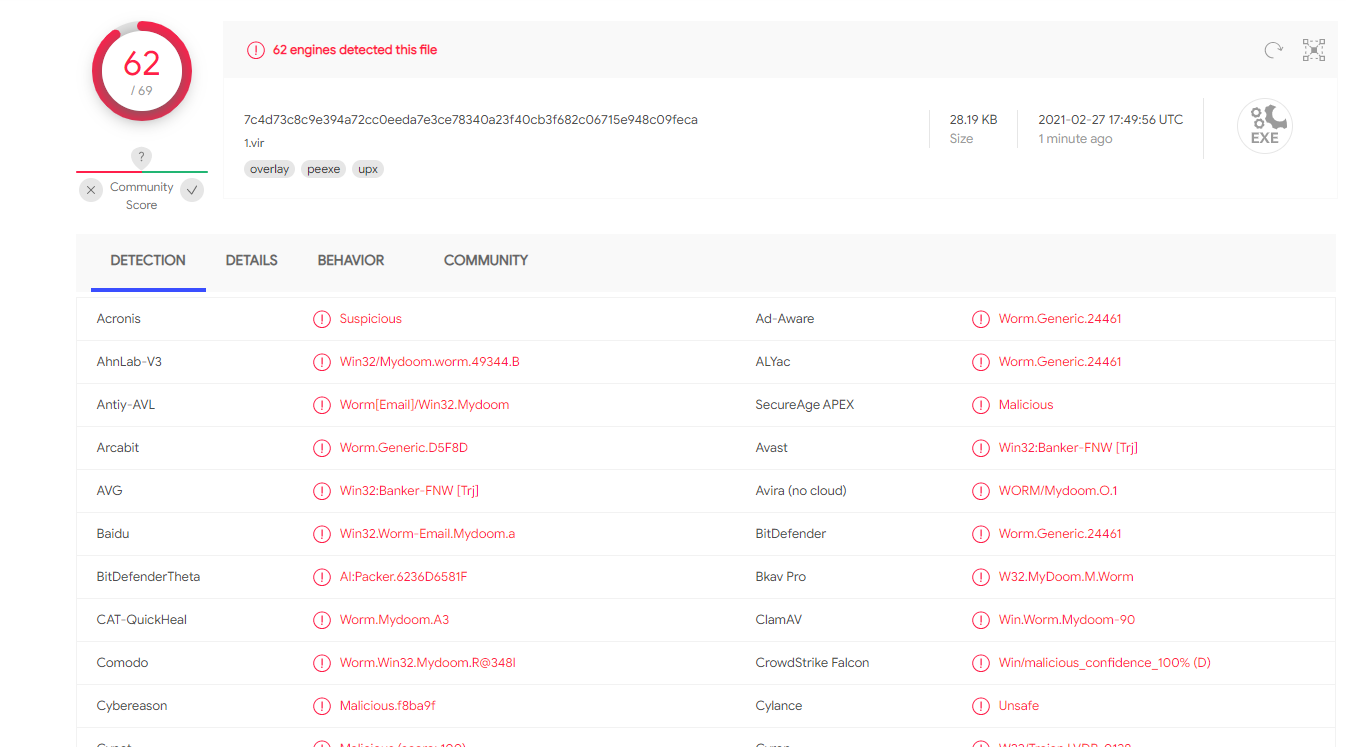 62
/ 69
?
Community
Score
62 engines detected this file
7c4d73c8c9e394a72cc0eeda7e3ce78340a23f40cb3f682c06715e948c09feca
1.vir
overlay peexe upx
28.19 KB
Size
2021-02-27 17:49:56 UTC
1 minute ago
EXE
DETECTION DETAILS BEHAVIOR COMMUNITY
Acronis Suspicious Ad-Aware Worm.Generic.24461
AhnLab-V3 Win32/Mydoom.worm.49344.B ALYac Worm.Generic.24461
Antiy-AVL Worm[Email]/Win32.Mydoom SecureAge APEX Malicious
Arcabit Worm.Generic.D5F8D Avast Win32:Banker-FNW [Trj]
AVG Win32:Banker-FNW [Trj] Avira (no cloud) WORM/Mydoom.O.1
Baidu Win32.Worm-Email.Mydoom.a BitDefender Worm.Generic.24461
BitDefenderTheta AI:Packer.6236D6581F Bkav Pro W32.MyDoom.M.Worm
CAT-QuickHeal Worm.Mydoom.A3 ClamAV Win.Worm.Mydoom-90
Comodo Worm.Win32.Mydoom.R@348I CrowdStrike Falcon Win/malicious_confidence_100% (D)
Cybereason Malicious.f8ba9f Cylance Unsafe